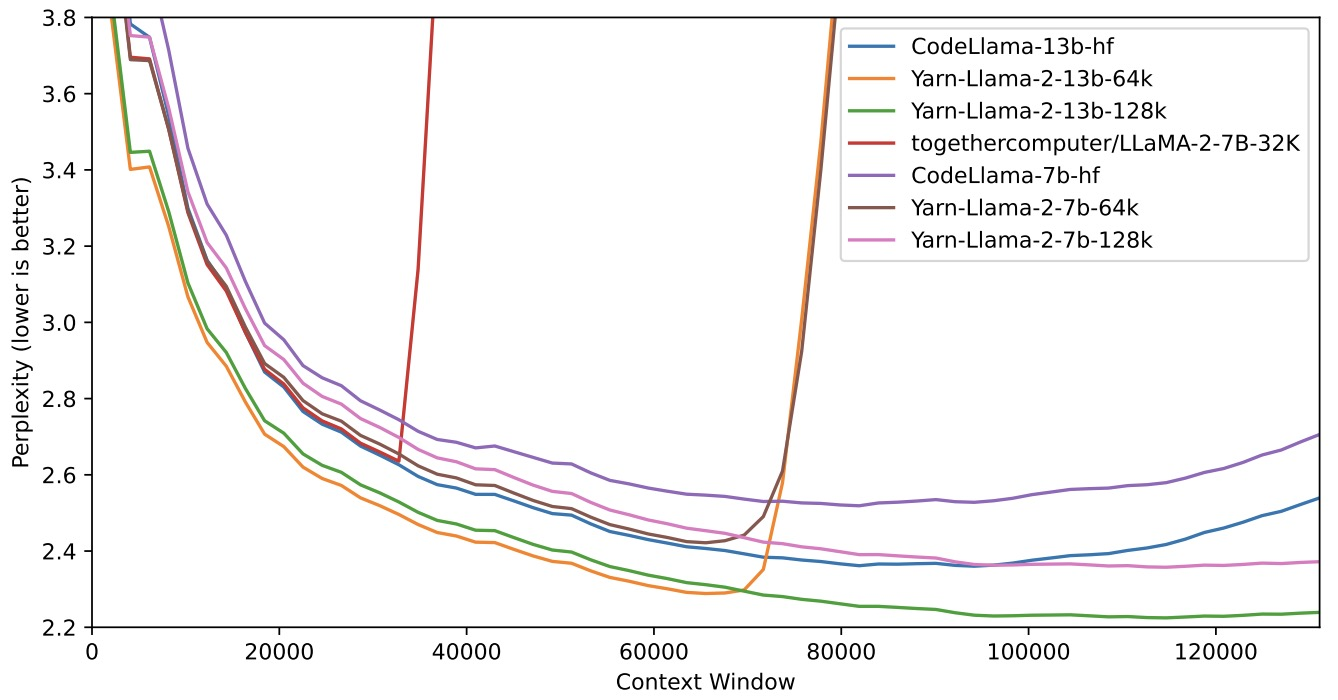 3.8
3.6
3.4
3.2
3.0
2.8
2.6
2.4
2.2
Perplexity (lower is better)
CodeLlama-13b-hf
Yarn-Llama-2-13b-64k
Yarn-Llama-2-13b-128k
togethercomputer/LLaMA-2-7B-32K
CodeLlama-7b-hf
Yarn-Llama-2-7b-64k
Yarn-Llama-2-7b-128k
0 20000 40000 60000 80000 100000 120000
Context Window